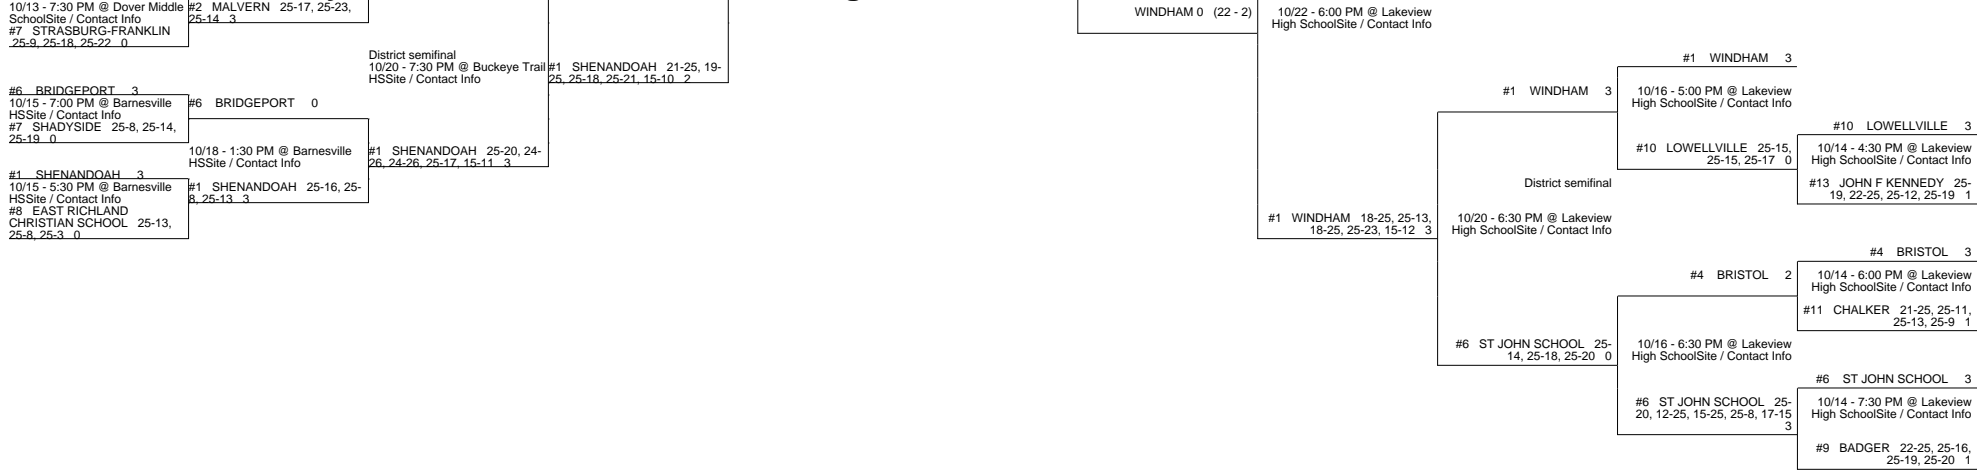 10/13 - 7:30 PM @ Dover Middle
SchoolSite / Contact Info
#7 STRASBURG-FRANKLIN
25-9, 25-18, 25-22 0
#2 MALVERN 25-17, 25-23,
25-14 3
District semifinal
10/20 - 7:30 PM @ Buckeye Trail
HSSite / Contact Info
#1 SHENANDOAH 21-25, 19-
25, 25-18, 25-21, 15-10 2
#6 BRIDGEPORT 3
10/15 - 7:00 PM @ Barnesville
HSSite / Contact Info
#7 SHADYSIDE 25-8, 25-14,
25-19 0
#6 BRIDGEPORT 0
10/18 - 1:30 PM @ Barnesville
HSSite / Contact Info
#1 SHENANDOAH 25-20, 24-
26, 24-26, 25-17, 15-11 3
#1 SHENANDOAH 3
10/15 - 5:30 PM @ Barnesville
HSSite / Contact Info
#8 EAST RICHLAND
CHRISTIAN SCHOOL 25-13,
25-8, 25-3 0
#1 SHENANDOAH 25-16, 25-
8, 25-13 3
WINDHAM 0 (22 - 2)
10/22 - 6:00 PM @ Lakeview
High SchoolSite / Contact Info
#1 WINDHAM 3
#1 WINDHAM 3
10/16 - 5:00 PM @ Lakeview
High SchoolSite / Contact Info
#10 LOWELLVILLE 3
#10 LOWELLVILLE 25-15,
25-15, 25-17 0
10/14 - 4:30 PM @ Lakeview
High SchoolSite / Contact Info
#13 JOHN F KENNEDY 25-
19, 22-25, 25-12, 25-19 1
District semifinal
#1 WINDHAM 18-25, 25-13,
18-25, 25-23, 15-12 3
10/20 - 6:30 PM @ Lakeview
High SchoolSite / Contact Info
#4 BRISTOL 3
#4 BRISTOL 2
10/14 - 6:00 PM @ Lakeview
High SchoolSite / Contact Info
#11 CHALKER 21-25, 25-11,
25-13, 25-9 1
#6 ST JOHN SCHOOL 25-
14, 25-18, 25-20 0
10/16 - 6:30 PM @ Lakeview
High SchoolSite / Contact Info
#6 ST JOHN SCHOOL 3
#6 ST JOHN SCHOOL 25-
20, 12-25, 15-25, 25-8, 17-15
3
10/14 - 7:30 PM @ Lakeview
High SchoolSite / Contact Info
#9 BADGER 22-25, 25-16,
25-19, 25-20 1